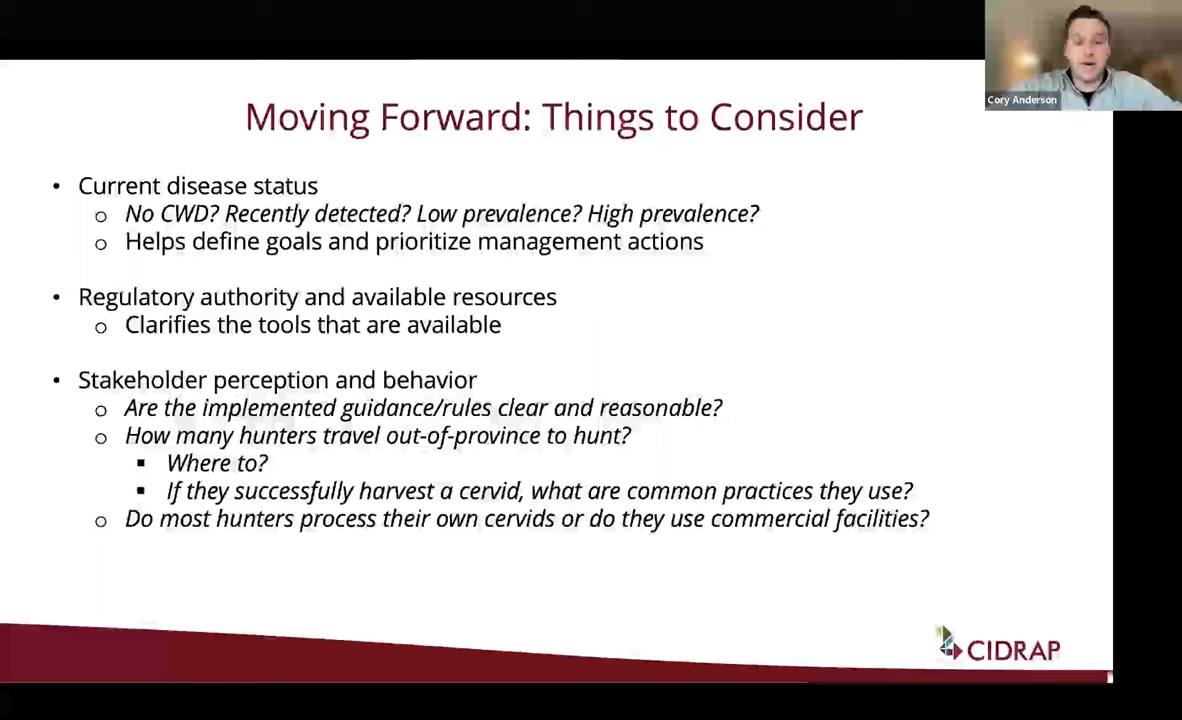 Cory Anderson
Moving Forward: Things to Consider
• Current disease status
o No CWD? Recently detected? Low prevalence? High prevalence?
o Helps define goals and prioritize management actions
• Regulatory authority and available resources
o Clarifies the tools that are available
• Stakeholder perception and behavior
o Are the implemented guidance/rules clear and reasonable?
o How many hunters travel out-of-province to hunt?
▪ Where to?
▪ If they successfully harvest a cervid, what are common practices they use?
o Do most hunters process their own cervids or do they use commercial facilities?
CIDRAP